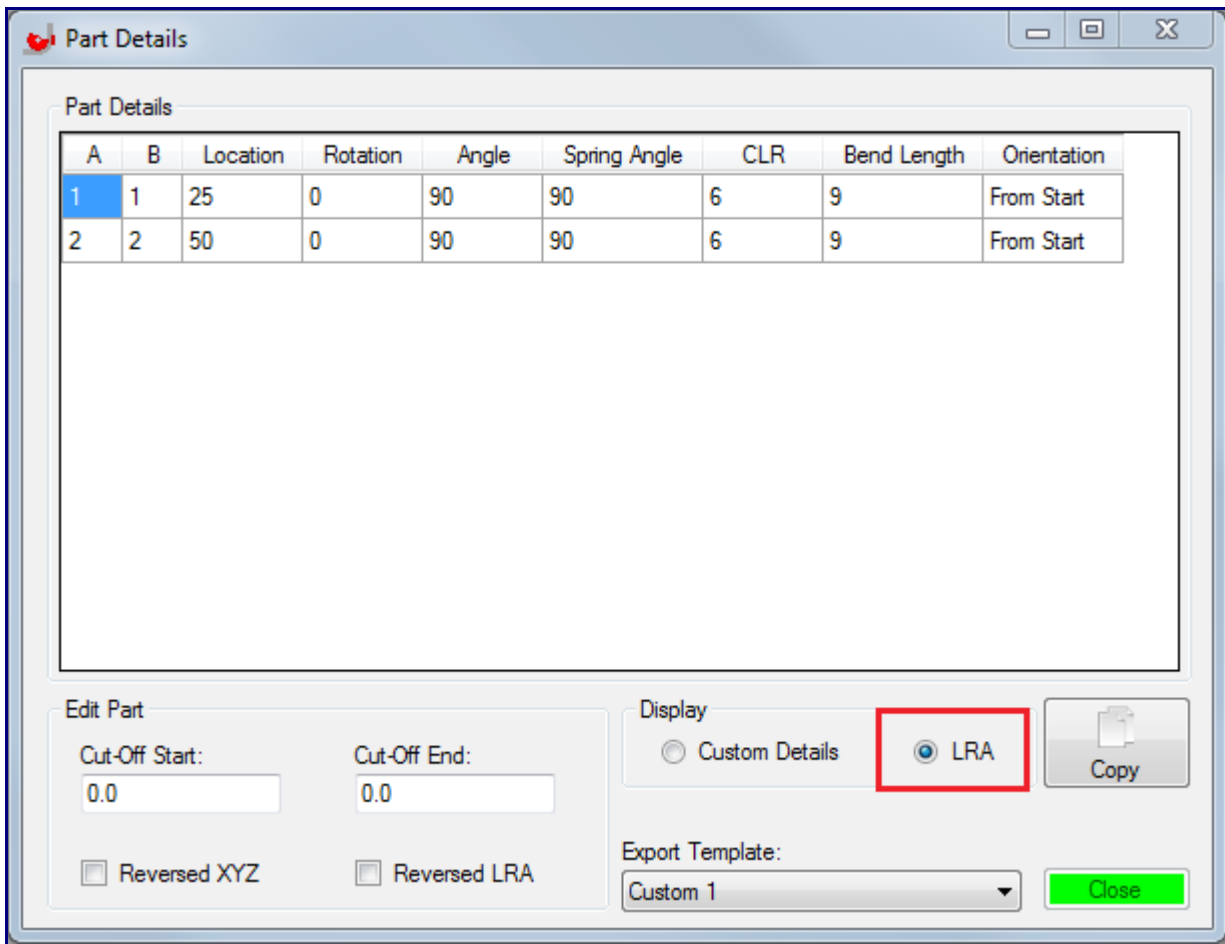 Part Details
Part Details
A B Location Rotation Angle Spring Angle CLR Bend Length Orientation
1 1 25 0 90 90 6 9 From Start
2 2 50 0 90 90 6 9 From Start
Edit Part
Cut-Off Start: Cut-Off End:
0.0 0.0
Reversed XYZ Reversed LRA
Display
Custom Details LRA
Copy
Export Template:
Custom 1
Close